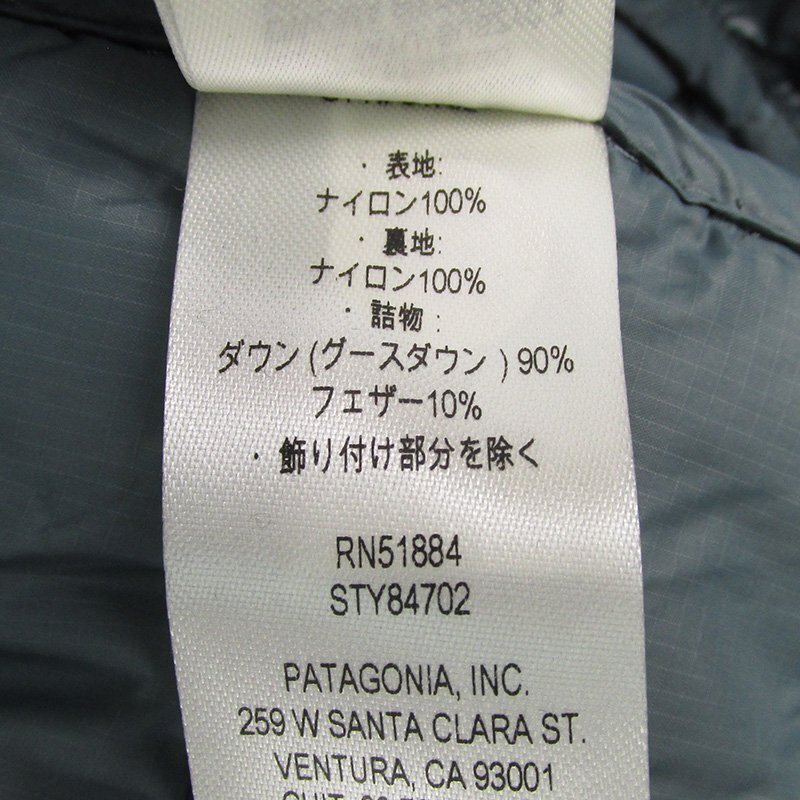 ・表地:
ナイロン100%
・裏地:
ナイロン100%
・詰物:
ダウン(グースダウン)90%
フェザー10%
・飾り付け部分を除く
RN51884
STY84702
PATAGONIA, INC.
259 W SANTA CLARA ST.
VENTURA, CA 93001